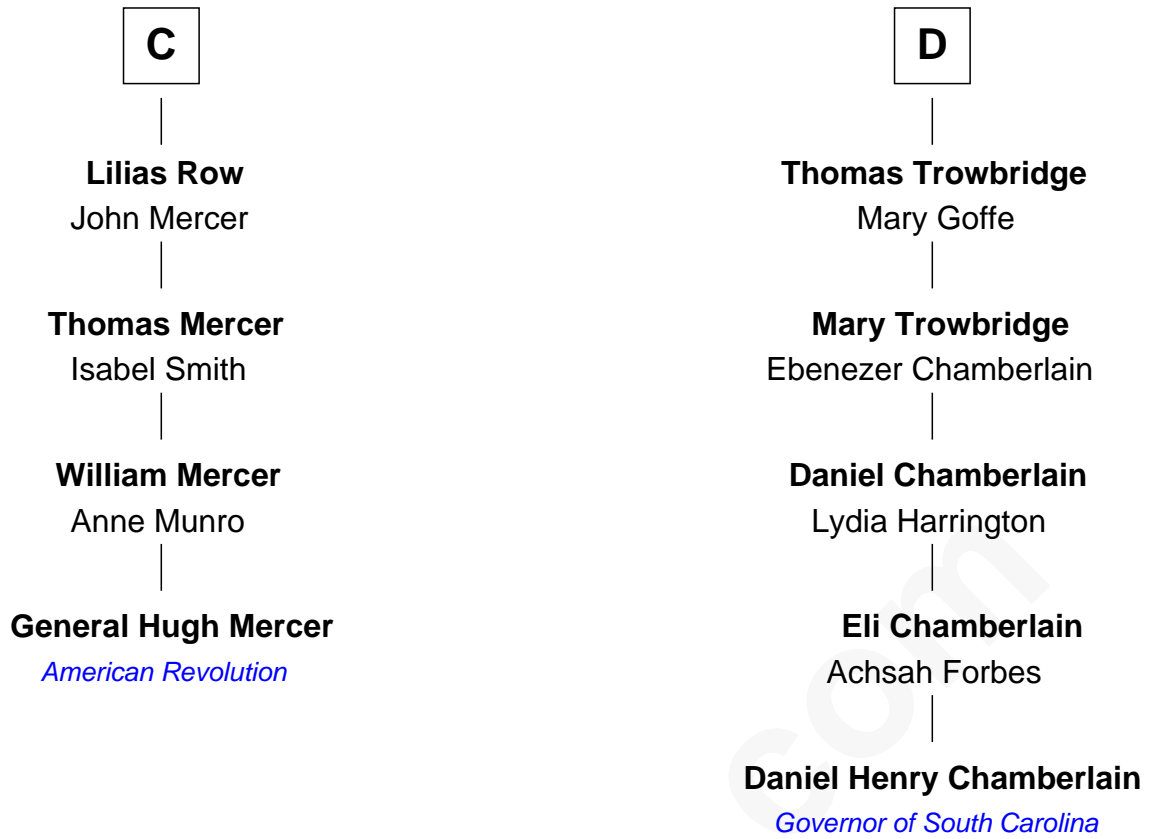 C
Lilias Row
John Mercer
Thomas Mercer
Isabel Smith
William Mercer
Anne Munro
General Hugh Mercer
American Revolution
D
Thomas Trowbridge
Mary Goffe
Mary Trowbridge
Ebenezer Chamberlain
Daniel Chamberlain
Lydia Harrington
Eli Chamberlain
Achsah Forbes
Daniel Henry Chamberlain
Governor of South Carolina
com